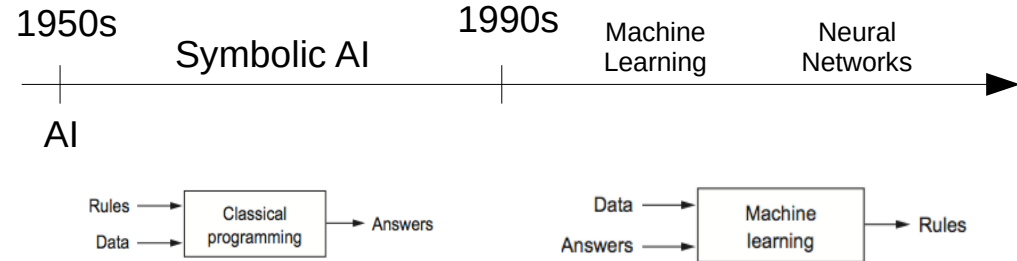 1950s
Symbolic AI
1990s
Machine
Learning
Neural
Networks
AI
Rules
Data
Classical
programming
Answers
Data
Answers
Machine
learning
Rules